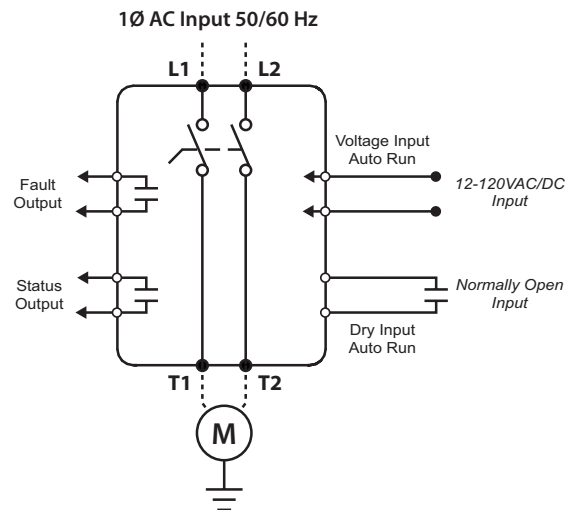 1Ø AC Input 50/60 Hz
L1 L2
Voltage Input
Auto Run
Fault
Output
12-120VAC/DC
Input
Status
Output
Normally Open
Input
Dry Input
Auto Run
T1 T2
M